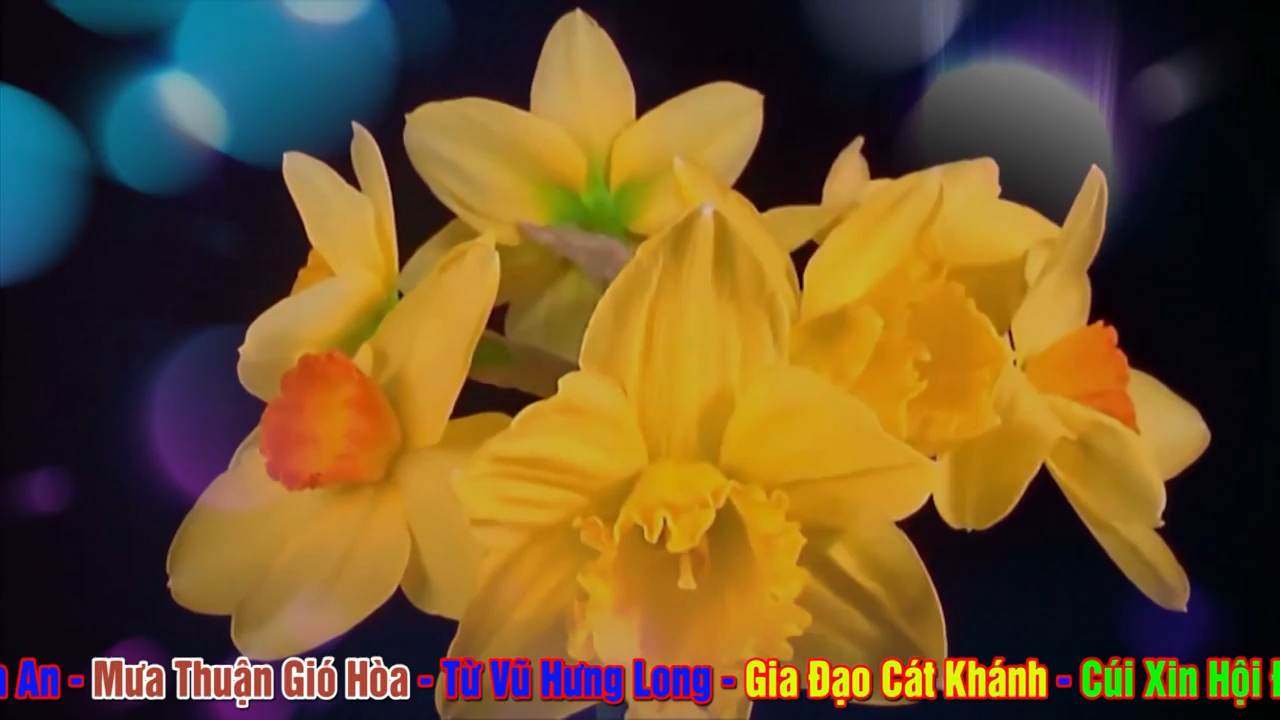 An - Mưa Thuận Gió Hòa - Từ Vũ Hưng Long - Gia Đạo Cát Khánh - Cúi Xin Hội